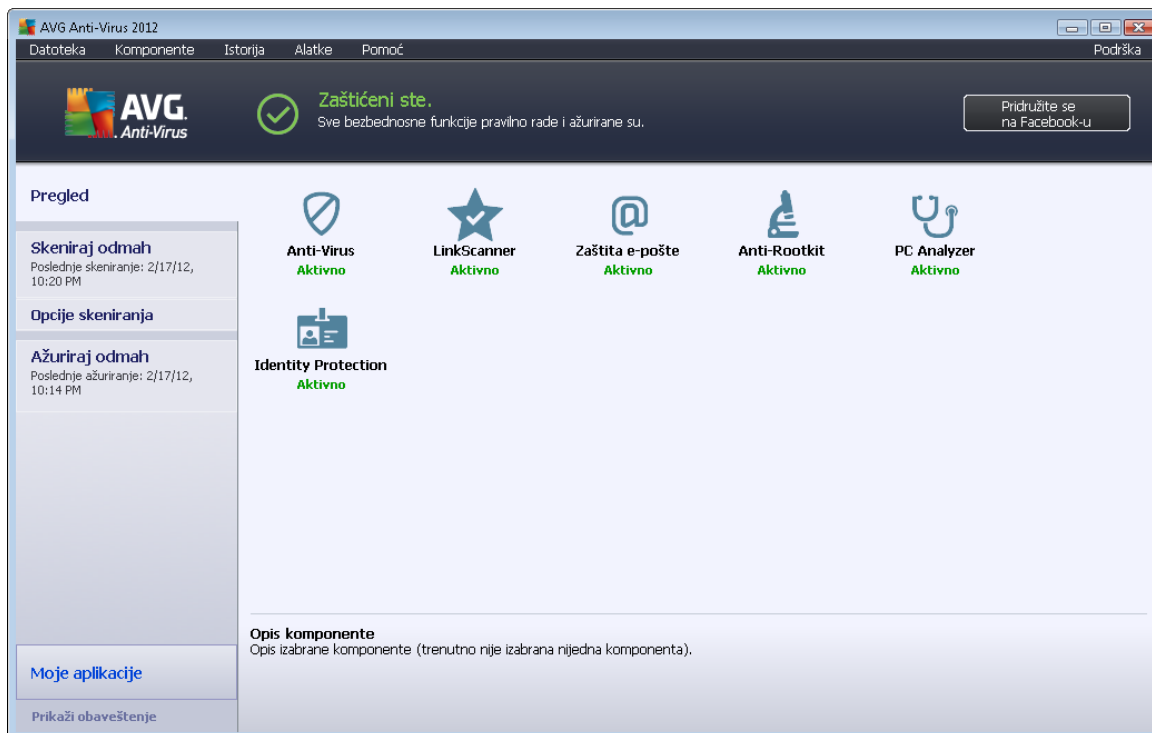 AVG Anti-Virus 2012
Datoteka Komponente Istorija Alatke Pomoć Podrška
AVG.
Anti-Virus
Zaštićeni ste.
Sve bezbednosne funkcije pravilno rade i ažurirane su.
Pridružite se
na Facebook-u
Pregled
Skeniraj odmah
Poslednje skeniranje: 2/17/12,
10:20 PM
Opcije skeniranja
Ažuriraj odmah
Poslednje ažuriranje: 2/17/12,
10:14 PM
Moje aplikacije
Prikaži obaveštenje
Anti-Virus LinkScanner Zaštita e-pošte Anti-Rootkit PC Analyzer
Aktivno Aktivno Aktivno Aktivno Aktivno
Identity Protection
Aktivno
Opis komponente
Opis izabrane komponente (trenutno nije izabrana nijedna komponenta).